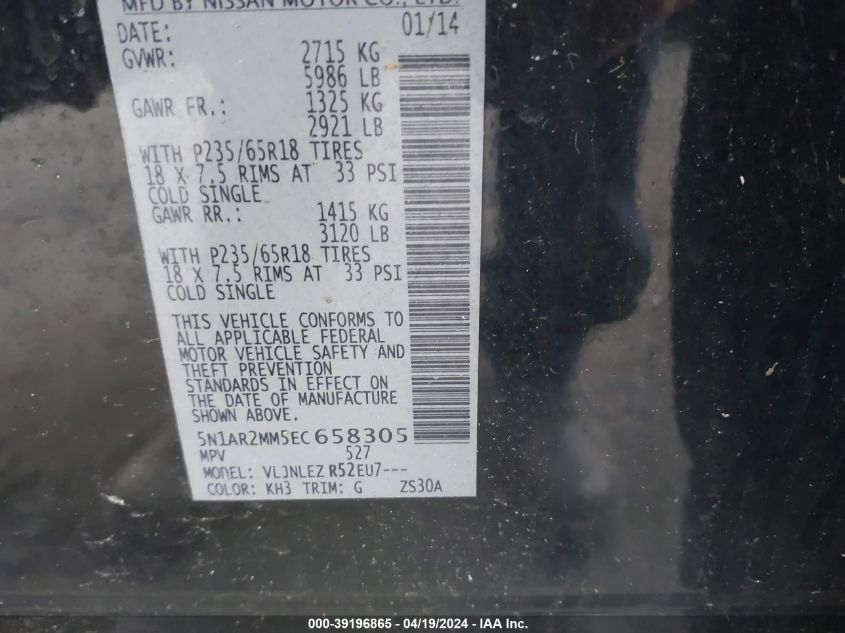 MFD BY NISSAN MOTOR CO., LTD.
DATE: 01/14
GVWR: 2715 KG
5986 LB
GAWR FR.: 1325 KG
2921 LB
WITH P235/65R18 TIRES
18 X 7.5 RIMS AT 33 PSI
COLD SINGLE
GAWR RR.: 1415 KG
3120 LB
WITH P235/65R18 TIRES
18 X 7.5 RIMS AT 33 PSI
COLD SINGLE
THIS VEHICLE CONFORMS TO
ALL APPLICABLE FEDERAL
MOTOR VEHICLE SAFETY AND
THEFT PREVENTION
STANDARDS IN EFFECT ON
THE DATE OF MANUFACTURE
SHOWN ABOVE.
5N1AR2MM5EC658305
MPV 527
MODEL: VLJNLEZ R52EU7---
COLOR: KH3 TRIM: G ZS30A
000-39196865 - 04/19/2024 - IAA Inc.